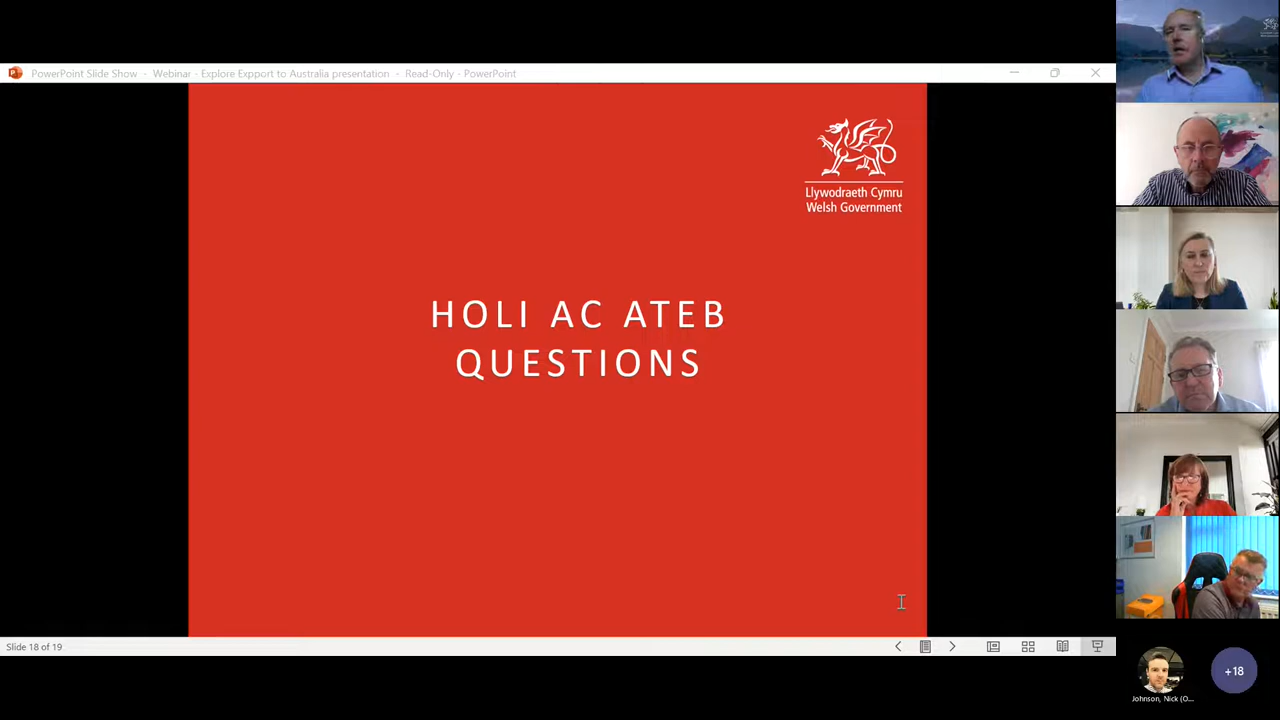 PowerPoint Slide Show - Webinar - Explore Expport to Australia presentation - Read-Only - PowerPoint
Llywodraeth Cymru
Welsh Government
HOLI AC ATEB
QUESTIONS
Slide 18 of 19
+18
Johnson, Nick (O...